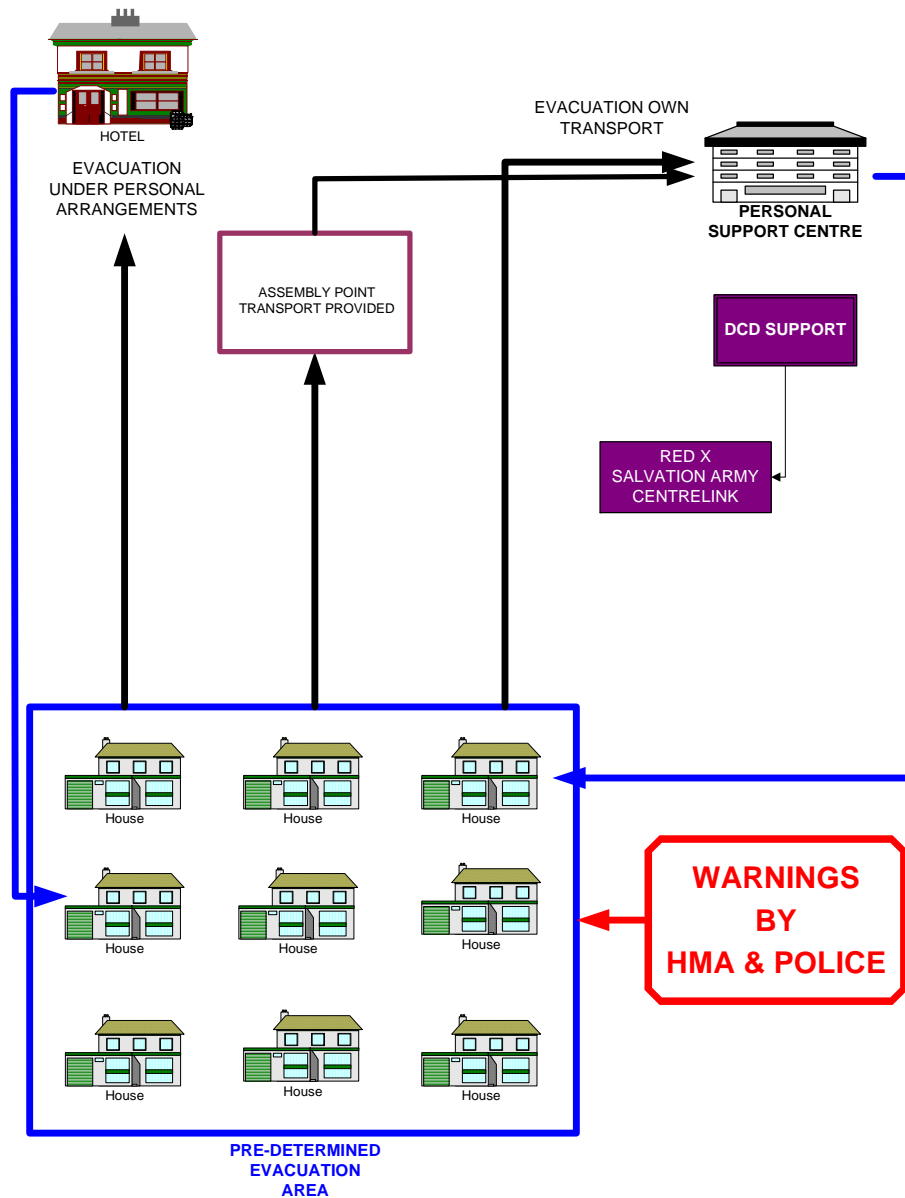 HOTEL
EVACUATION
UNDER PERSONAL
ARRANGEMENTS
EVACUATION OWN
TRANSPORT
PERSONAL
SUPPORT CENTRE
ASSEMBLY POINT
TRANSPORT PROVIDED
DCD SUPPORT
RED X
SALVATION ARMY
CENTRELINK
House
House
House
House
House
House
House
House
House
WARNINGS
BY
HMA & POLICE
PRE-DETERMINED
EVACUATION
AREA